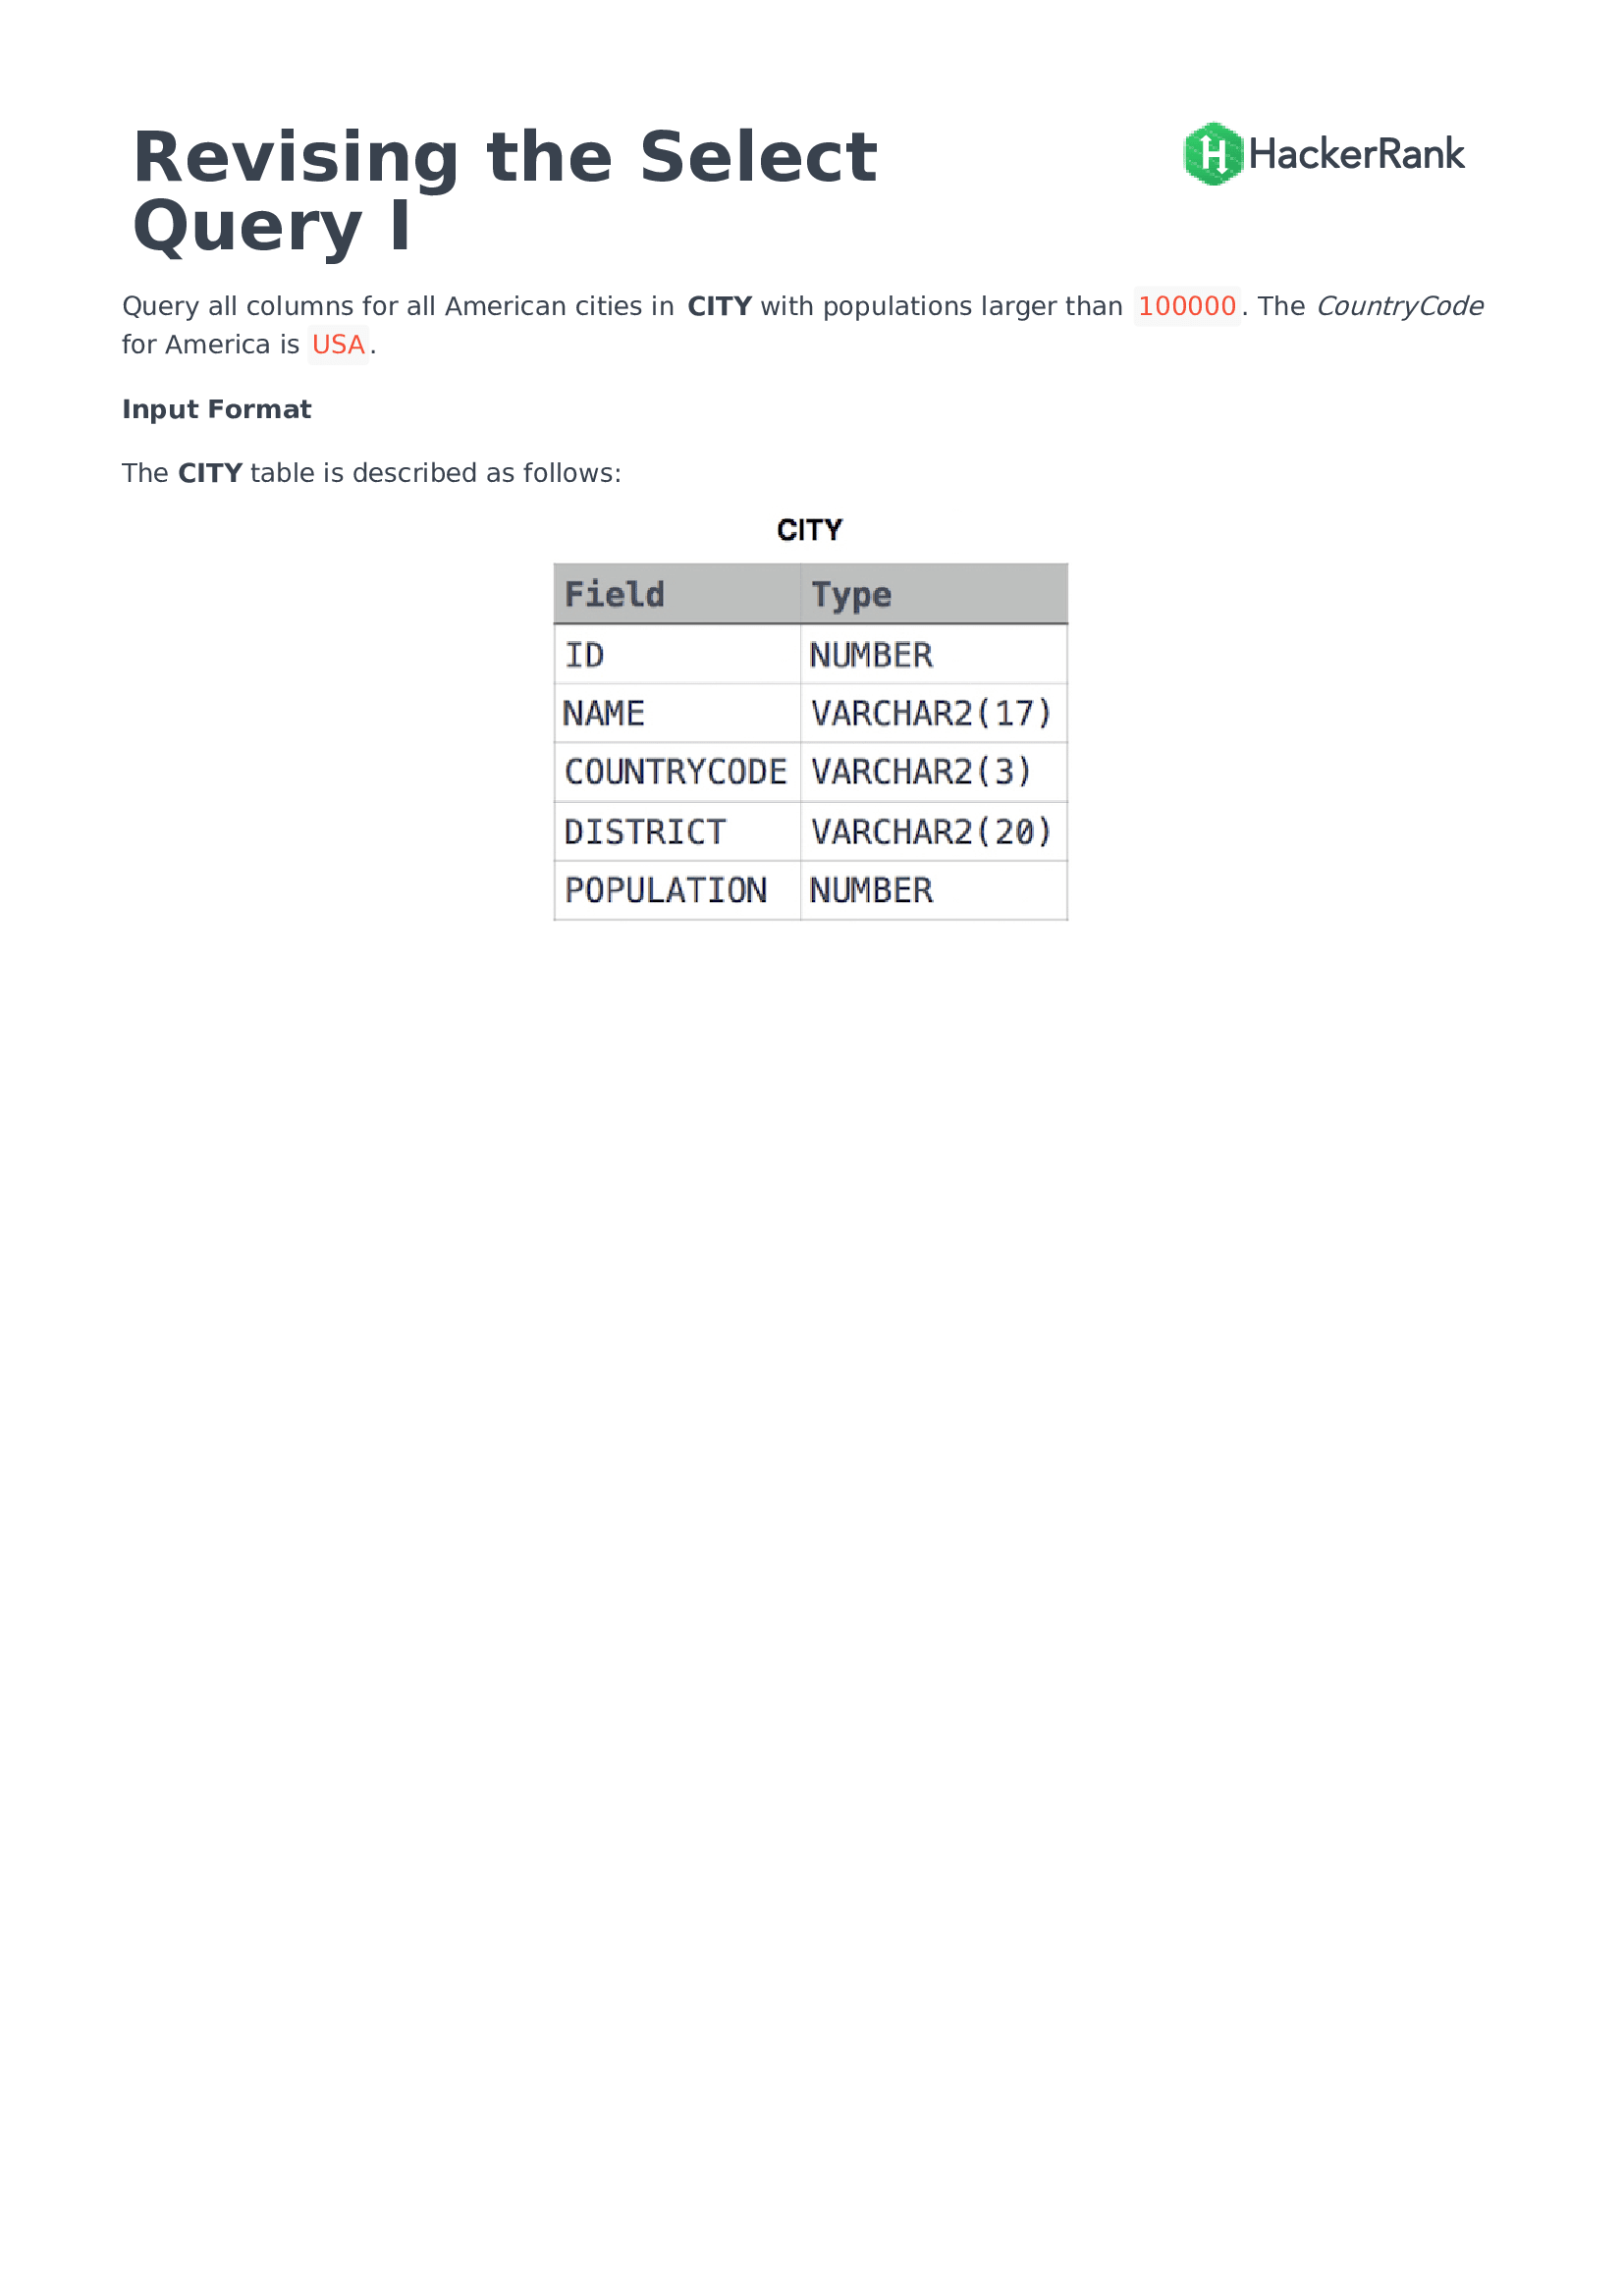 Revising the Select
Query I
HackerRank
Query all columns for all American cities in CITY with populations larger than 100000. The CountryCode
for America is USA.
Input Format
The CITY table is described as follows:
CITY
Field Type
ID NUMBER
NAME VARCHAR2(17)
COUNTRYCODE VARCHAR2(3)
DISTRICT VARCHAR2(20)
POPULATION NUMBER